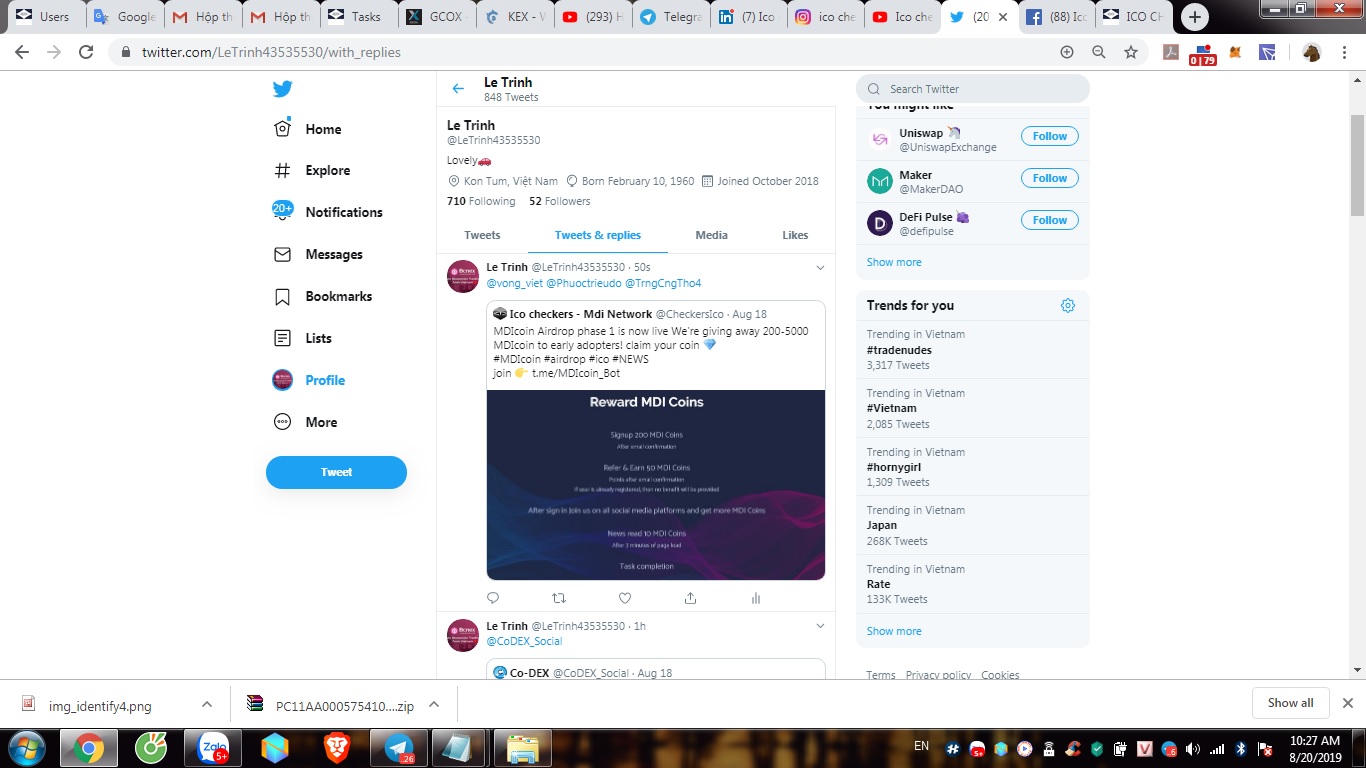 Users
Google
Hộp th
Hộp th
Tasks
GCOX -
KEX - V
(293) H
Telegra
(7) Ico
ico che
Ico che
(20
(88) Ico
ICO CH
twitter.com/LeTrinh43535530/with_replies
0 | 79
Home
Explore
20+
Notifications
Messages
Bookmarks
Lists
Profile
More
Tweet
Le Trinh
848 Tweets
Le Trinh
@LeTrinh43535530
Lovely🚗
Kon Tum, Việt Nam Born February 10, 1960 Joined October 2018
710 Following 52 Followers
Tweets Tweets & replies Media Likes
Le Trinh @LeTrinh43535530 · 50s
@vong_viet @Phuoctrieudo @TrngCngTho4
Ico checkers - Mdi Network @CheckersIco · Aug 18
MDIcoin Airdrop phase 1 is now live We're giving away 200-5000
MDIcoin to early adopters! claim your coin 💎
#MDIcoin #airdrop #ico #NEWS
join 👉 t.me/MDIcoin_Bot
Reward MDI Coins
Signup 200 MDI Coins
After email confirmation
Refer & Earn 50 MDI Coins
Points after email confirmation
If user is already registered, then no benefit will be provided
After sign in Join us on all social media platforms and get more MDI Coins
News read 10 MDI Coins
After 3 minutes of page load
Task completion
Le Trinh @LeTrinh43535530 · 1h
@CoDEX_Social
Co-DEX @CoDEX_Social · Aug 18
Search Twitter
You might like
Uniswap 🦄
@UniswapExchange
Follow
Maker
@MakerDAO
Follow
DeFi Pulse 🍇
@defipulse
Follow
Show more
Trends for you
Trending in Vietnam
#tradenudes
3,317 Tweets
Trending in Vietnam
#Vietnam
2,085 Tweets
Trending in Vietnam
#hornygirl
1,309 Tweets
Trending in Vietnam
Japan
268K Tweets
Trending in Vietnam
Rate
133K Tweets
Show more
Terms Privacy policy Cookies
img_identify4.png
PC11AA000575410....zip
Show all
Zalo
5+
26
EN
10:27 AM
8/20/2019